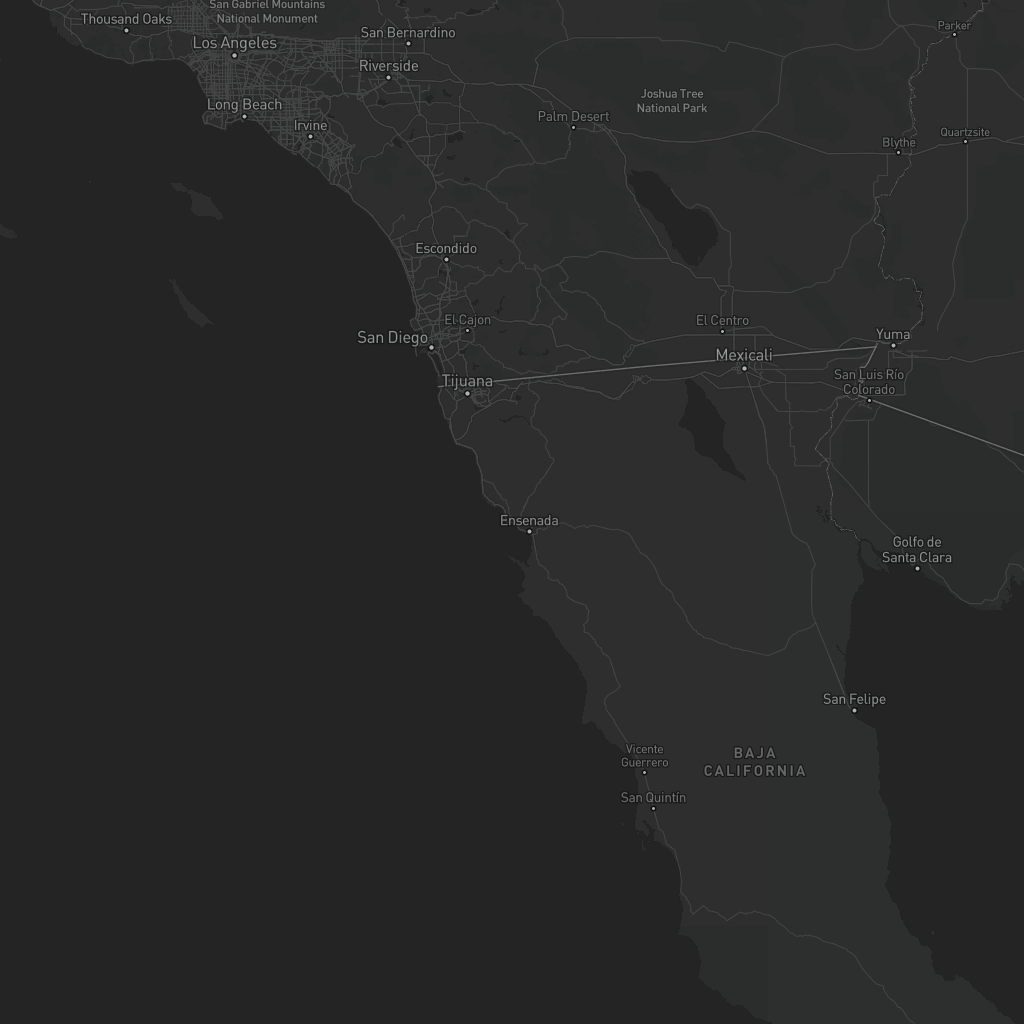 San Gabriel Mountains
National Monument
Thousand Oaks
Los Angeles
San Bernardino
Riverside
Parker
Joshua Tree
National Park
Long Beach
Irvine
Palm Desert
Blythe
Quartzsite
Escondido
El Cajon
San Diego
El Centro
Yuma
Mexicali
Tijuana
San Luis Río
Colorado
Ensenada
Golfo de
Santa Clara
San Felipe
Vicente
Guerrero
BAJA
CALIFORNIA
San Quintín